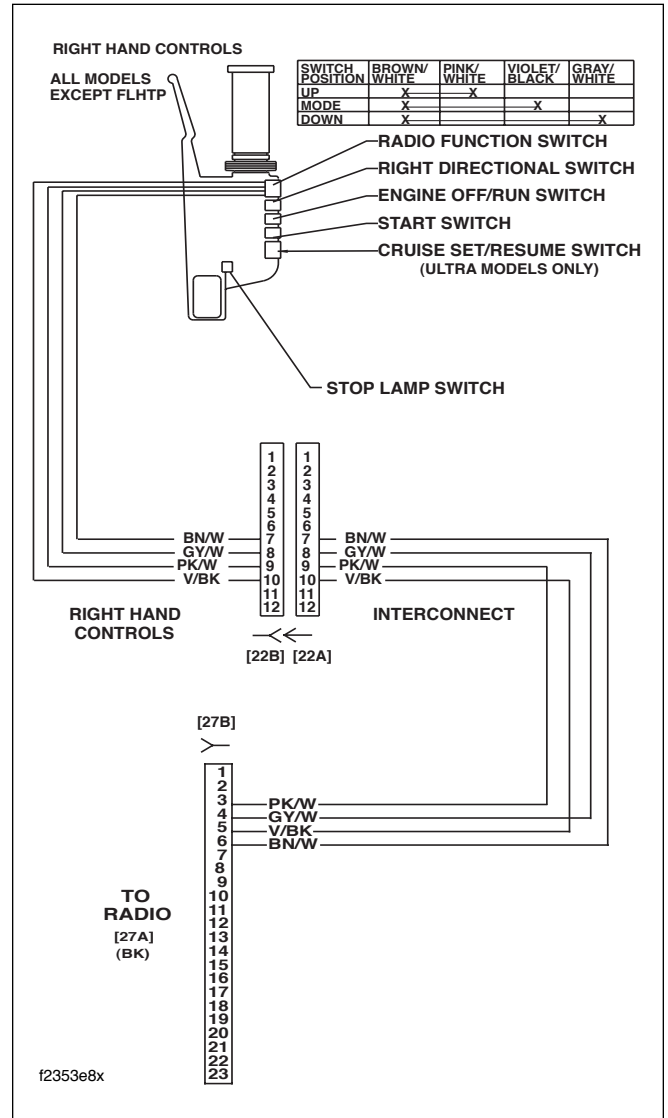 RIGHT HAND CONTROLS
ALL MODELS
EXCEPT FLHTP
SWITCH POSITION BROWN/ WHITE PINK/ WHITE VIOLET/ BLACK GRAY/ WHITE
UP X X
MODE X X
DOWN X X
RADIO FUNCTION SWITCH
RIGHT DIRECTIONAL SWITCH
ENGINE OFF/RUN SWITCH
START SWITCH
CRUISE SET/RESUME SWITCH
(ULTRA MODELS ONLY)
STOP LAMP SWITCH
1 1
2 2
3 3
4 4
5 5
6 6
BN/W 7 7 BN/W
GY/W 8 8 GY/W
PK/W 9 9 PK/W
V/BK 10 10 V/BK
11 11
12 12
RIGHT HAND
CONTROLS
INTERCONNECT
[22B] [22A]
[27B]
1
2
3 PK/W
4 GY/W
5 V/BK
6 BN/W
7
8
9
10
11
12
13
14
15
16
17
18
19
20
21
22
23
TO
RADIO
[27A]
(BK)
f2353e8x